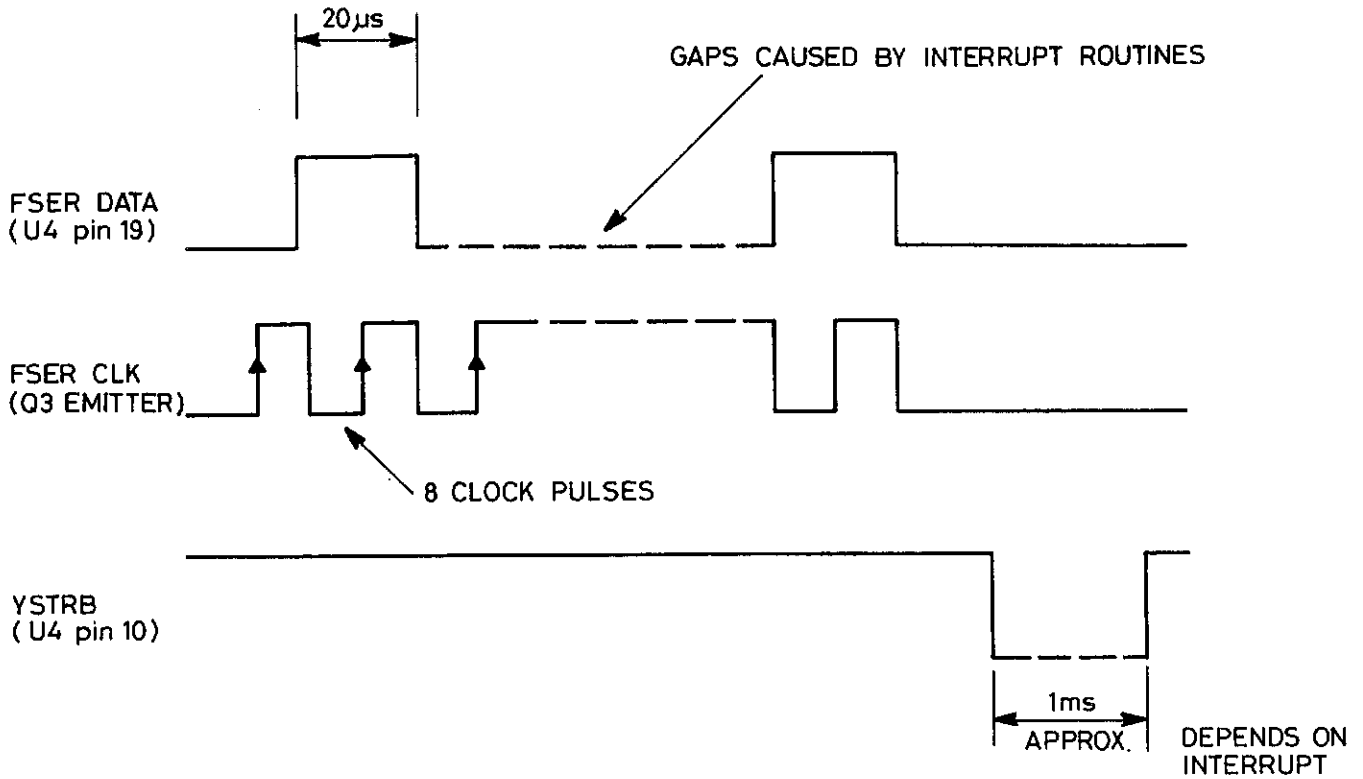 20µs
GAPS CAUSED BY INTERRUPT ROUTINES
FSER DATA
(U4 pin 19)
FSER CLK
(Q3 EMITTER)
8 CLOCK PULSES
YSTRB
(U4 pin 10)
1ms
APPROX.
DEPENDS ON
INTERRUPT